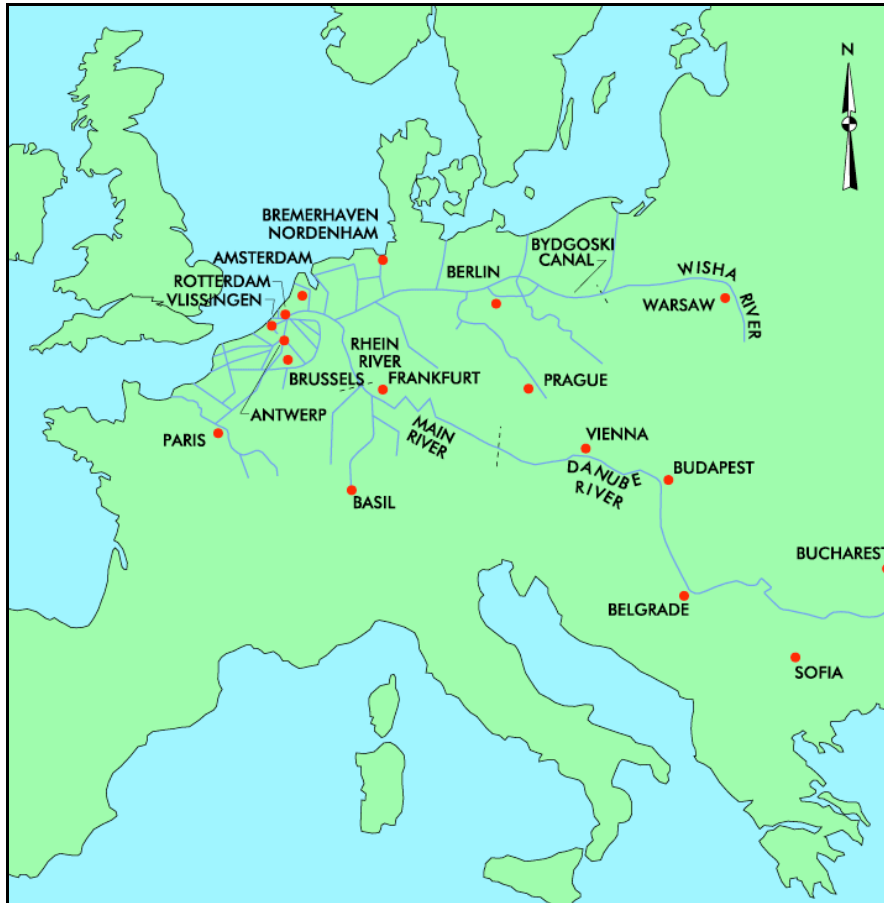 N
BREMERHAVEN
NORDENHAM
AMSTERDAM
BYDGOSKI
CANAL
BERLIN
WISHA
RIVER
ROTTERDAM
VLISSINGEN
WARSAW
RHEIN
RIVER
BRUSSELS
FRANKFURT
PRAGUE
ANTWERP
MAIN
RIVER
PARIS
VIENNA
DANUBE
RIVER
BUDAPEST
BASIL
BUCHAREST
BELGRADE
SOFIA